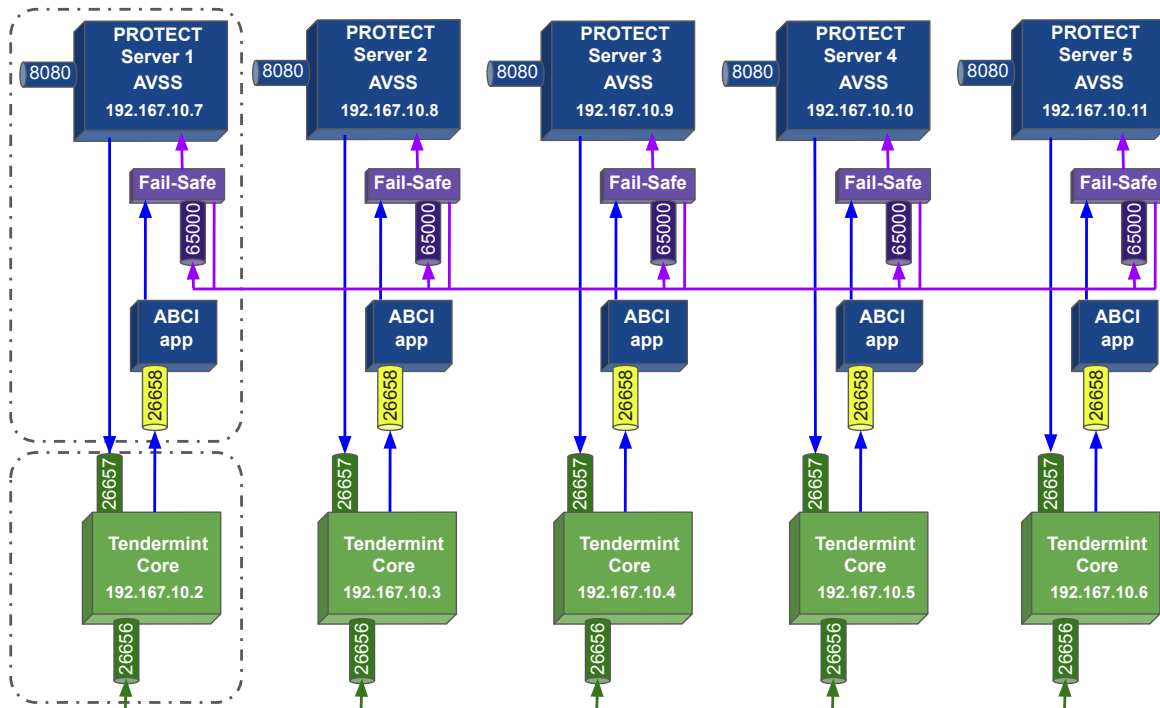 PROTECT
Server 1
AVSS
192.167.10.7
8080
PROTECT
Server 2
AVSS
192.167.10.8
8080
PROTECT
Server 3
AVSS
192.167.10.9
8080
PROTECT
Server 4
AVSS
192.167.10.10
8080
PROTECT
Server 5
AVSS
192.167.10.11
8080
Fail-Safe
65000
Fail-Safe
65000
Fail-Safe
65000
Fail-Safe
65000
Fail-Safe
65000
ABCI
app
26658
ABCI
app
26658
ABCI
app
26658
ABCI
app
26658
ABCI
app
26658
26657
Tendermint
Core
192.167.10.2
26656
26657
Tendermint
Core
192.167.10.3
26656
26657
Tendermint
Core
192.167.10.4
26656
26657
Tendermint
Core
192.167.10.5
26656
26657
Tendermint
Core
192.167.10.6
26656